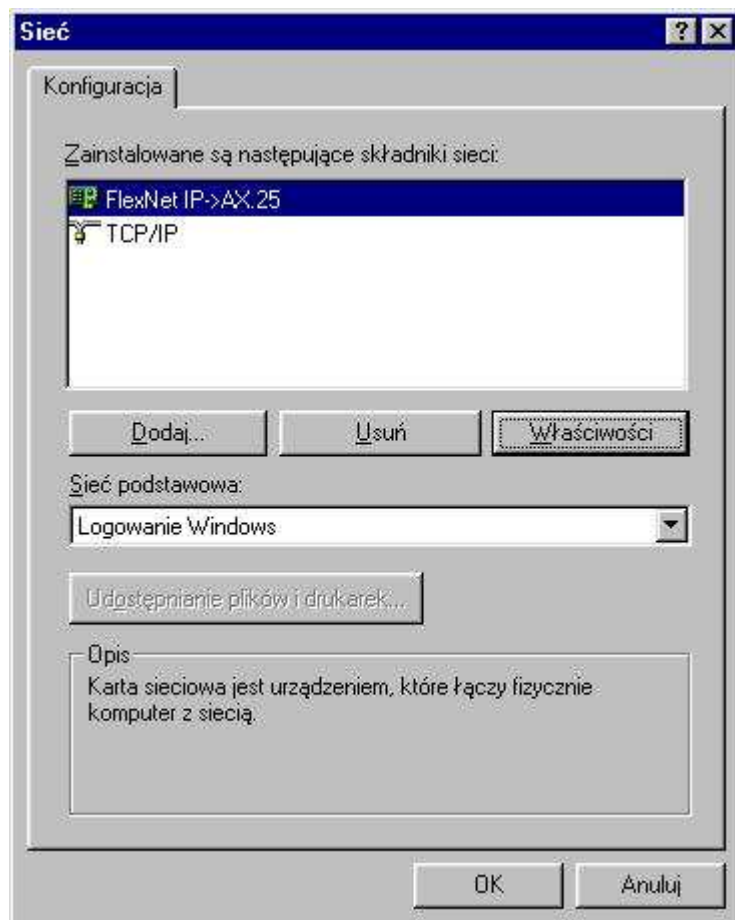 Sieć
Konfiguracja
Zainstalowane są następujące składniki sieci:
FlexNet IP->AX.25
TCP/IP
Dodaj... Usuń Właściwości
Sieć podstawowa:
Logowanie Windows
Udostępnianie plików i drukarek...
Opis
Karta sieciowa jest urządzeniem, które łączy fizycznie
komputer z siecią.
OK Anuluj